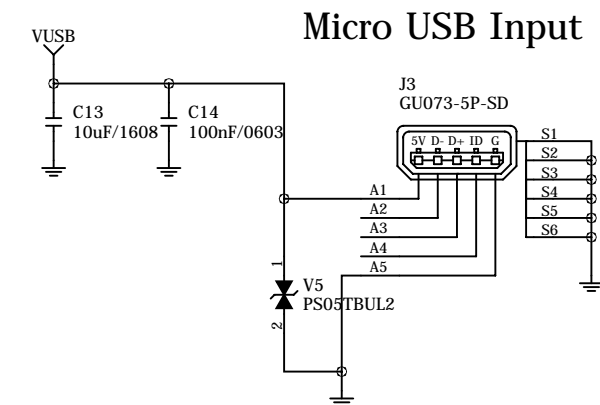 Micro USB Input
VUSB
J3
GU073-5P-SD
C13
10uF/1608
C14
100nF/0603
5V D- D+ ID G
S1
S2
S3
S4
S5
S6
A1
A2
A3
A4
A5
1
V5
PS05TBUL2
2